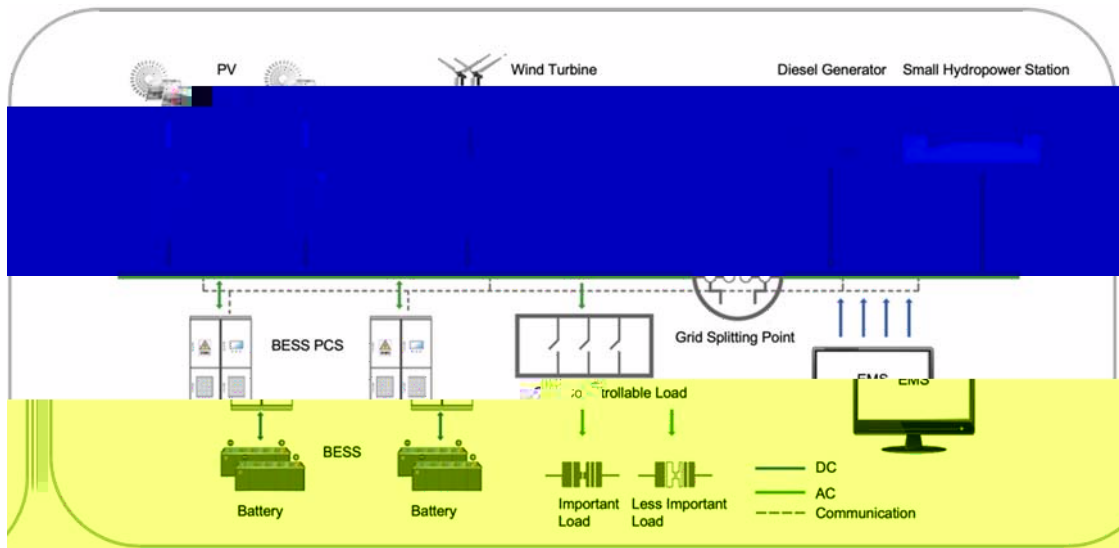 PV
Wind Turbine
Diesel Generator
Small Hydropower Station
BESS PCS
Grid Splitting Point
EMS
Load
BESS
Battery
Battery
Important
Load
Less Important
Load
DC
AC
Communication